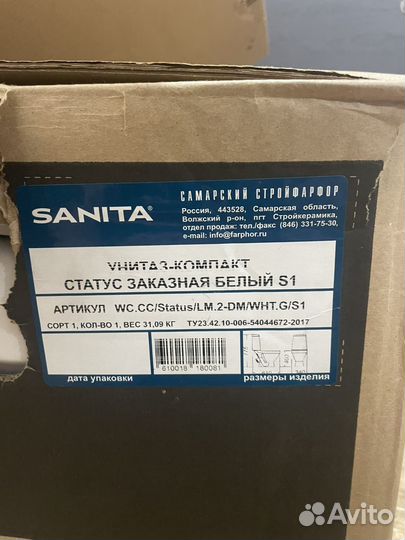 SANITA®
САМАРСКИЙ СТРОЙФАРФОР
Россия, 443528, Самарская область,
Волжский р-он, пгт Стройкерамика,
отдел продаж: тел./факс (846) 331-75-30,
e-mail: info@farphor.ru
УНИТАЗ-КОМПАКТ
СТАТУС ЗАКАЗНАЯ БЕЛЫЙ S1
АРТИКУЛ WC.CC/Status/LM.2-DM/WHT.G/S1
СОРТ 1, КОЛ-ВО 1, ВЕС 31,09 КГ ТУ23.42.10-006-54044672-2017
дата упаковки
610018 180081
размеры изделия
Avito